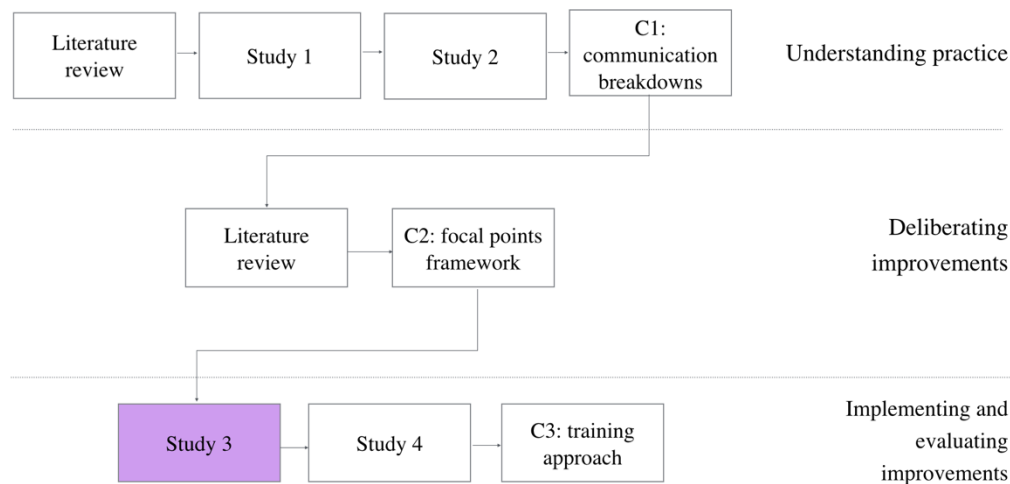 Literature
review
Study 1
Study 2
C1:
communication
breakdowns
Understanding practice
Literature
review
C2: focal points
framework
Deliberating
improvements
Study 3
Study 4
C3: training
approach
Implementing and
evaluating
improvements